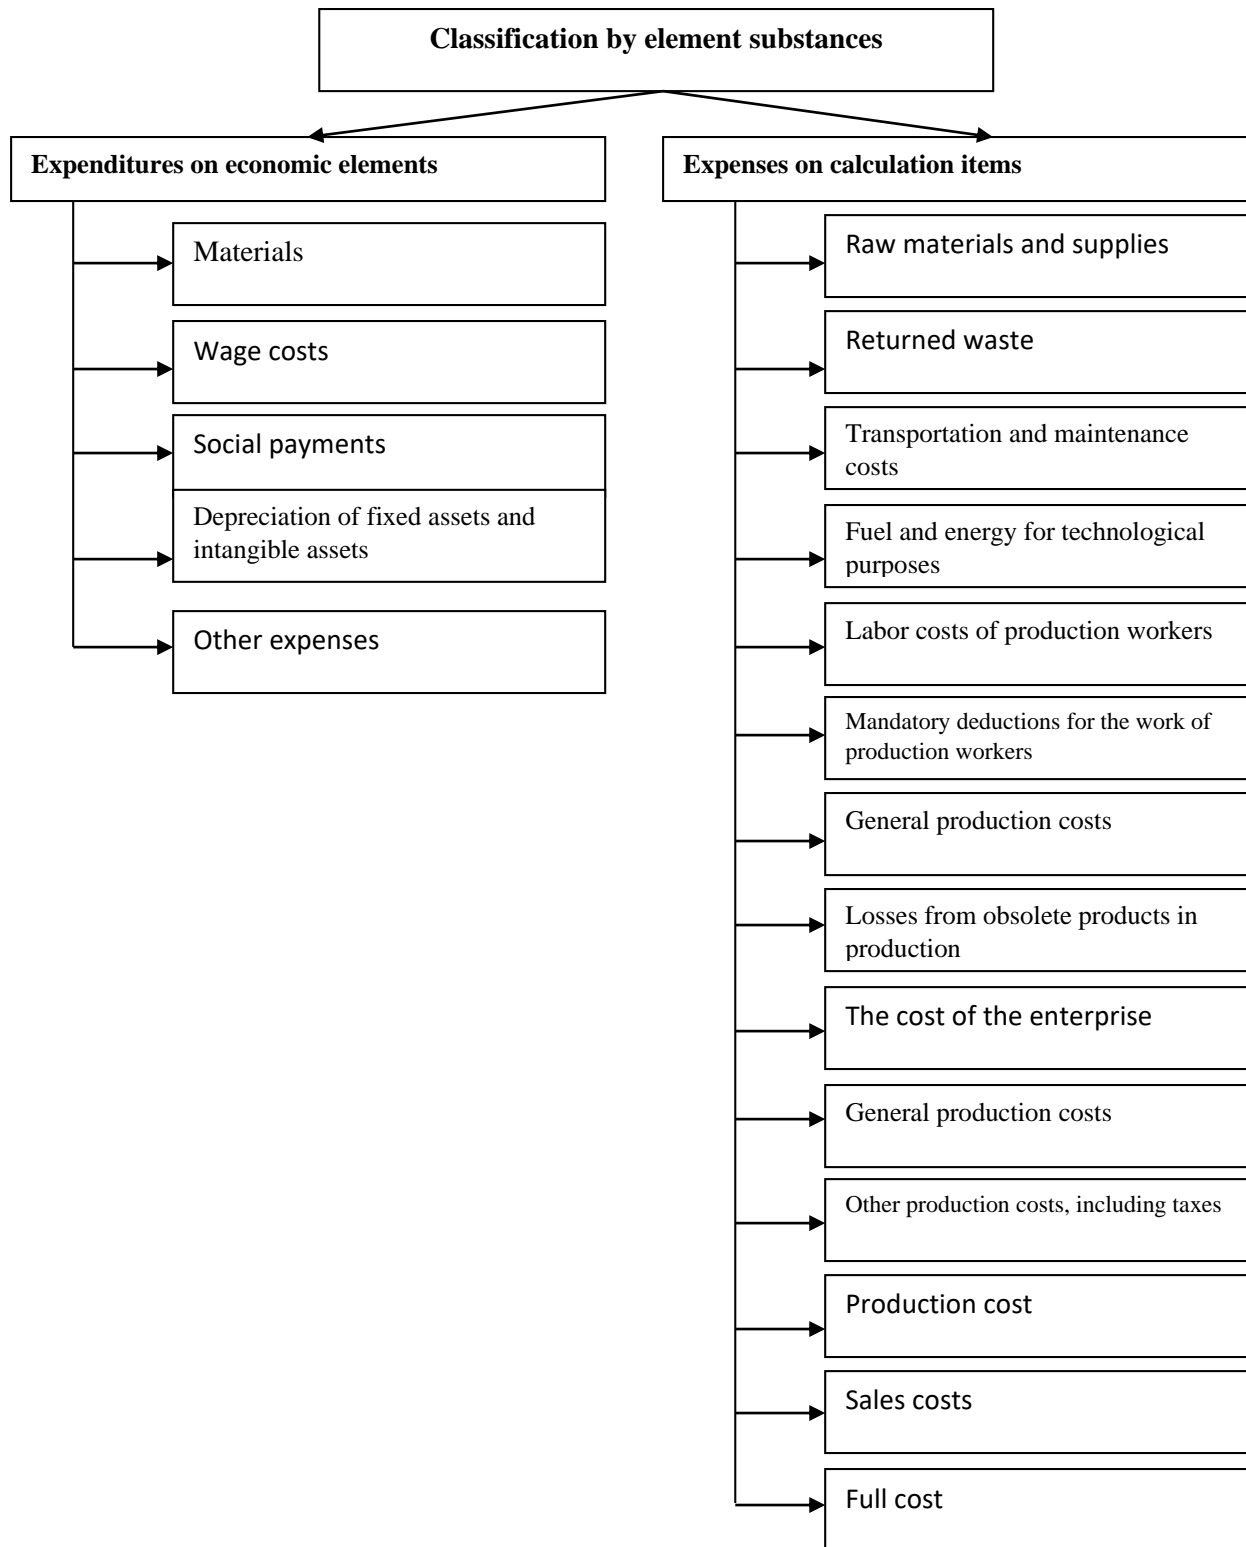 Classification by element substances
Expenditures on economic elements
Materials
Wage costs
Social payments
Depreciation of fixed assets and
intangible assets
Other expenses
Expenses on calculation items
Raw materials and supplies
Returned waste
Transportation and maintenance
costs
Fuel and energy for technological
purposes
Labor costs of production workers
Mandatory deductions for the work of
production workers
General production costs
Losses from obsolete products in
production
The cost of the enterprise
General production costs
Other production costs, including taxes
Production cost
Sales costs
Full cost